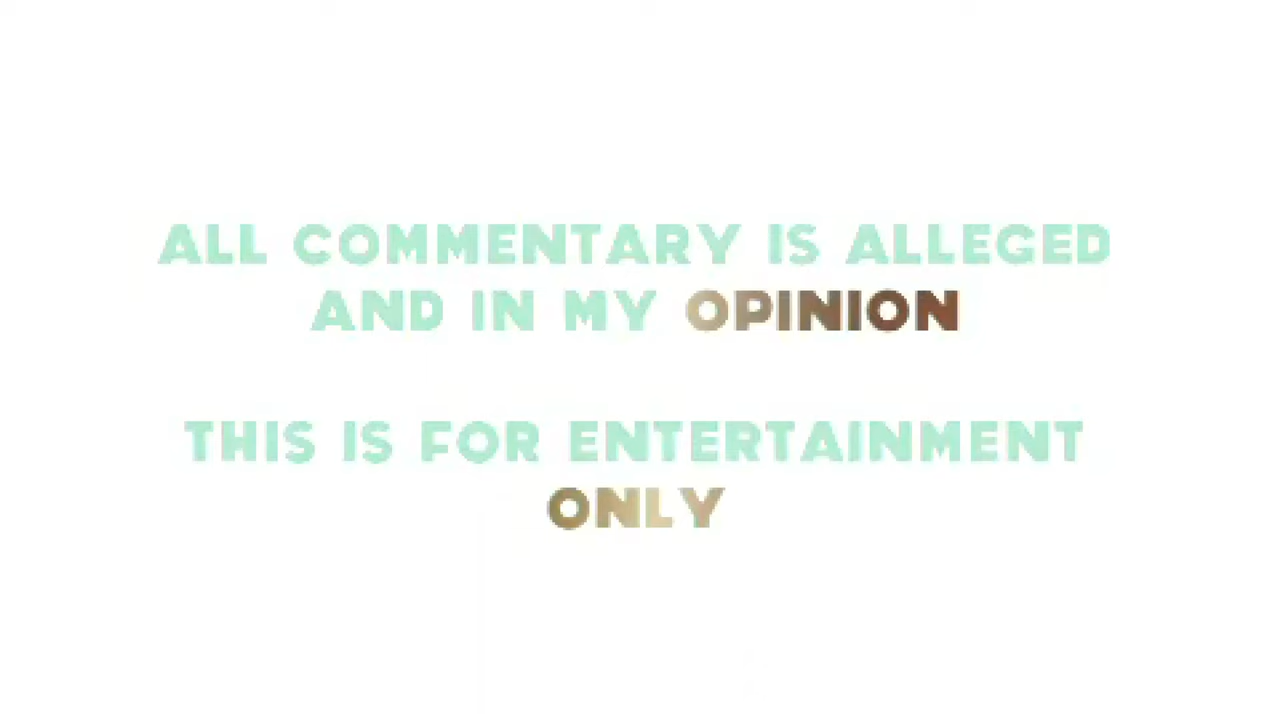 ALL COMMENTARY IS ALLEGED
AND IN MY OPINION
THIS IS FOR ENTERTAINMENT
ONLY